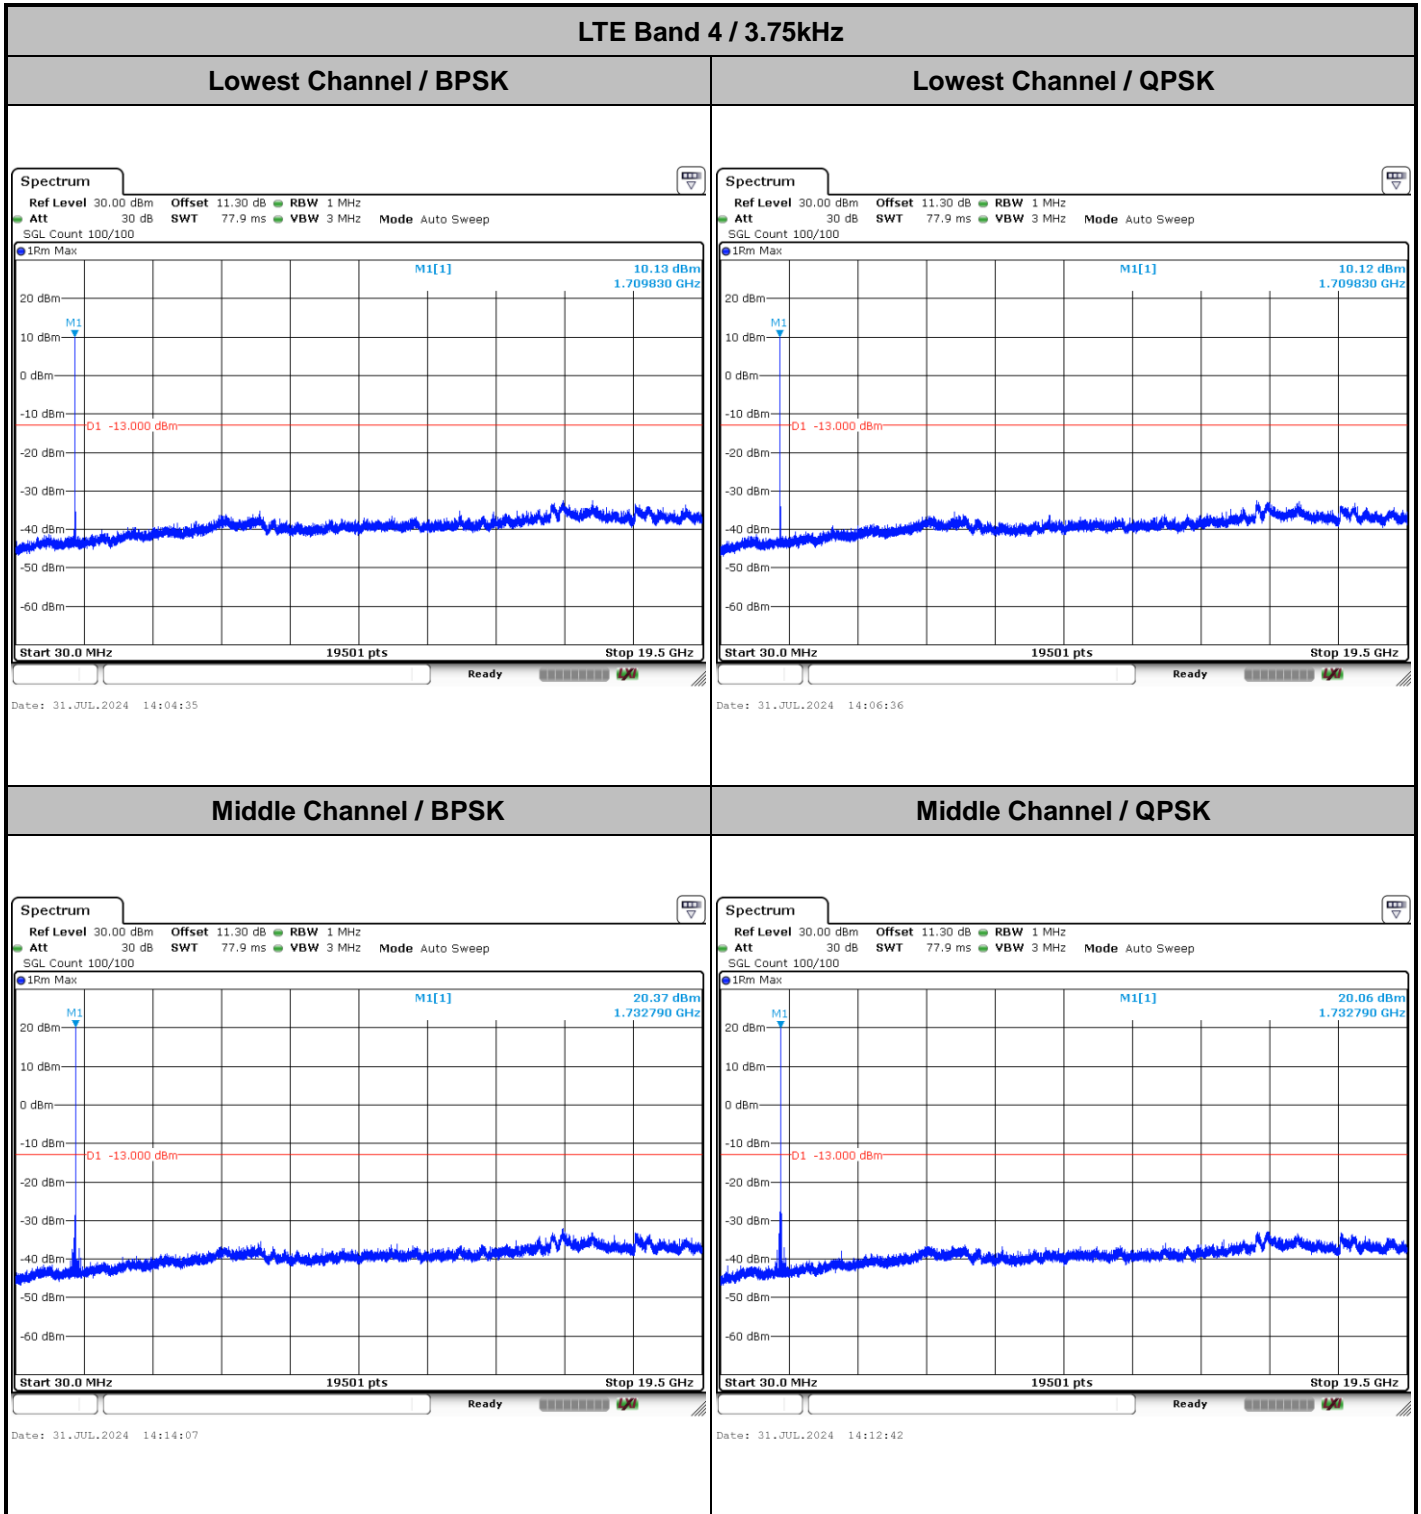 LTE Band 4 / 3.75kHz
Lowest Channel / BPSK
Lowest Channel / QPSK
Spectrum
Ref Level 30.00 dBm Offset 11.30 dB RBW 1 MHz
Att 30 dB SWT 77.9 ms VBW 3 MHz Mode Auto Sweep
SGL Count 100/100
1Rm Max
M1[1] 10.13 dBm
1.709830 GHz
20 dBm
M1
10 dBm
0 dBm
-10 dBm
D1 -13.000 dBm
-20 dBm
-30 dBm
-40 dBm
-50 dBm
-60 dBm
Start 30.0 MHz 19501 pts Stop 19.5 GHz
Ready LXI
Date: 31.JUL.2024 14:04:35
Spectrum
Ref Level 30.00 dBm Offset 11.30 dB RBW 1 MHz
Att 30 dB SWT 77.9 ms VBW 3 MHz Mode Auto Sweep
SGL Count 100/100
1Rm Max
M1[1] 10.12 dBm
1.709830 GHz
20 dBm
M1
10 dBm
0 dBm
-10 dBm
D1 -13.000 dBm
-20 dBm
-30 dBm
-40 dBm
-50 dBm
-60 dBm
Start 30.0 MHz 19501 pts Stop 19.5 GHz
Ready LXI
Date: 31.JUL.2024 14:06:36
Middle Channel / BPSK
Middle Channel / QPSK
Spectrum
Ref Level 30.00 dBm Offset 11.30 dB RBW 1 MHz
Att 30 dB SWT 77.9 ms VBW 3 MHz Mode Auto Sweep
SGL Count 100/100
1Rm Max
M1[1] 20.37 dBm
1.732790 GHz
M1
20 dBm
10 dBm
0 dBm
-10 dBm
D1 -13.000 dBm
-20 dBm
-30 dBm
-40 dBm
-50 dBm
-60 dBm
Start 30.0 MHz 19501 pts Stop 19.5 GHz
Ready LXI
Date: 31.JUL.2024 14:14:07
Spectrum
Ref Level 30.00 dBm Offset 11.30 dB RBW 1 MHz
Att 30 dB SWT 77.9 ms VBW 3 MHz Mode Auto Sweep
SGL Count 100/100
1Rm Max
M1[1] 20.06 dBm
1.732790 GHz
M1
20 dBm
10 dBm
0 dBm
-10 dBm
D1 -13.000 dBm
-20 dBm
-30 dBm
-40 dBm
-50 dBm
-60 dBm
Start 30.0 MHz 19501 pts Stop 19.5 GHz
Ready LXI
Date: 31.JUL.2024 14:12:42